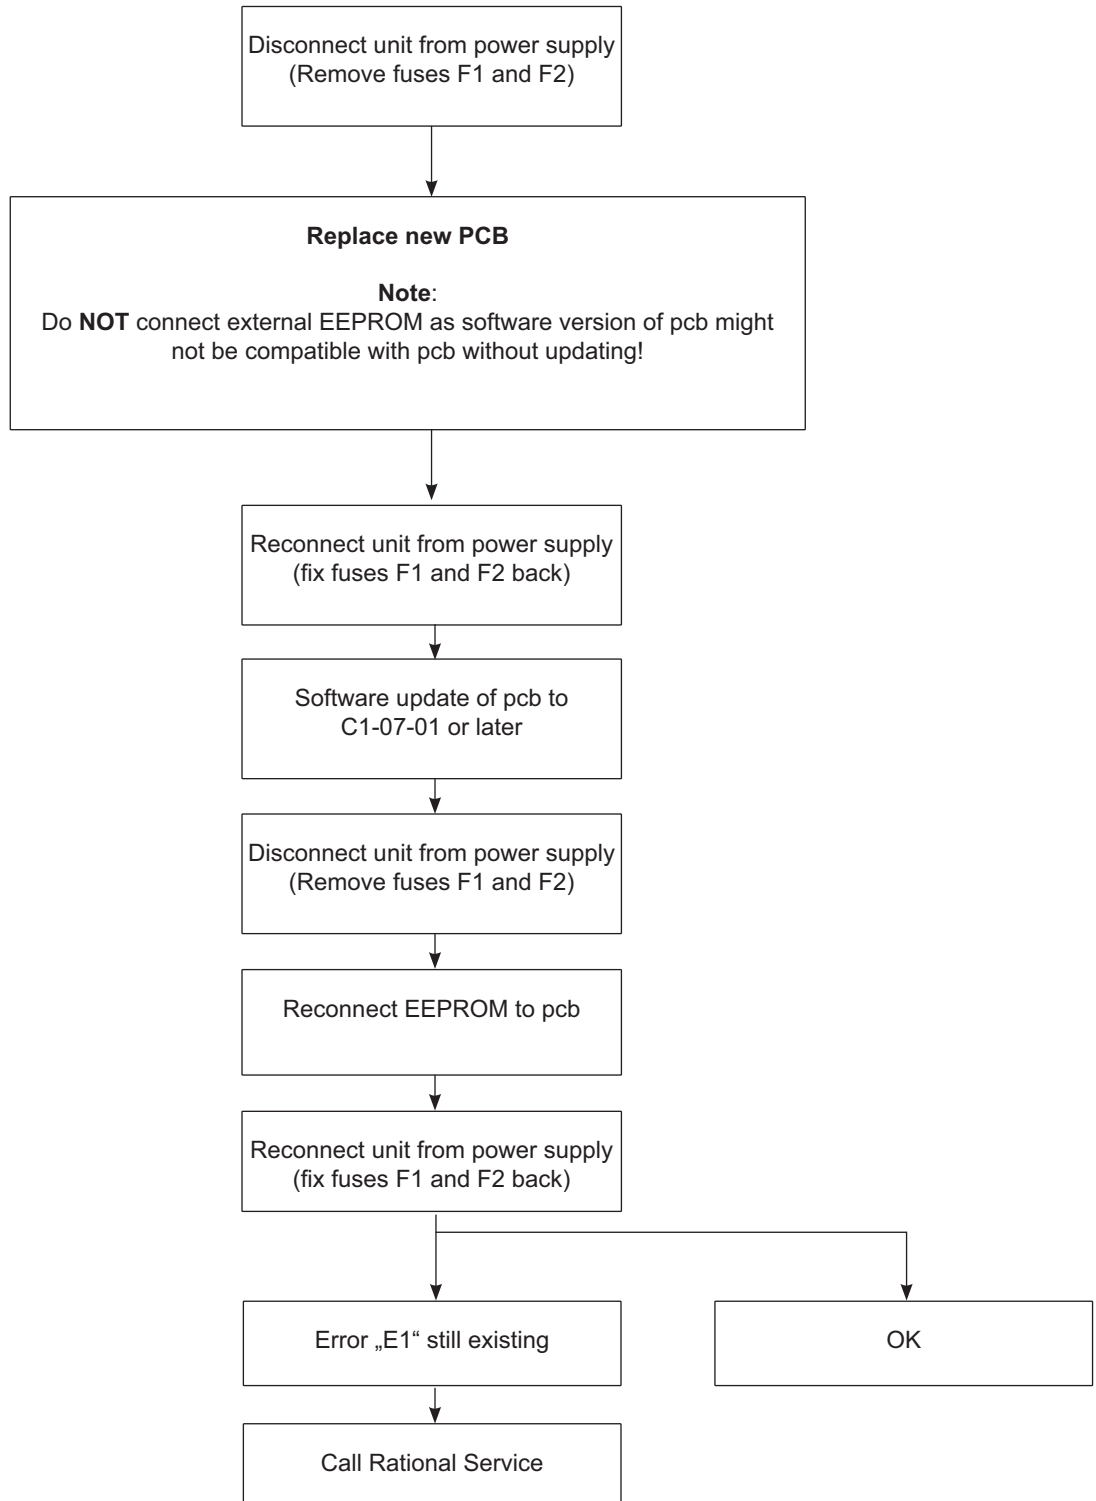 Disconnect unit from power supply
(Remove fuses F1 and F2)
Replace new PCB
Note:
Do NOT connect external EEPROM as software version of pcb might
not be compatible with pcb without updating!
Reconnect unit from power supply
(fix fuses F1 and F2 back)
Software update of pcb to
C1-07-01 or later
Disconnect unit from power supply
(Remove fuses F1 and F2)
Reconnect EEPROM to pcb
Reconnect unit from power supply
(fix fuses F1 and F2 back)
Error „E1“ still existing
OK
Call Rational Service